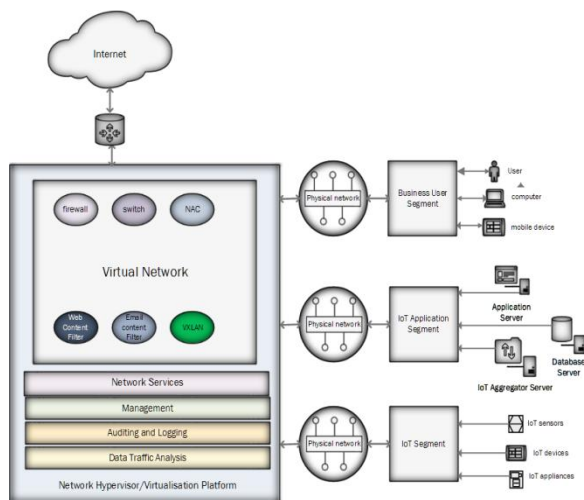 Internet
firewall
switch
NAC
Virtual Network
Web
Content
Filter
Email
content
Filter
VXLAN
Network Services
Management
Auditing and Logging
Data Traffic Analysis
Network Hypervisor/Virtualisation Platform
Physical network
Business User
Segment
User
computer
mobile device
Physical network
IoT Application
Segment
Application
Server
Database
Server
IoT Aggregator Server
Physical network
IoT Segment
IoT sensors
IoT devices
IoT appliances